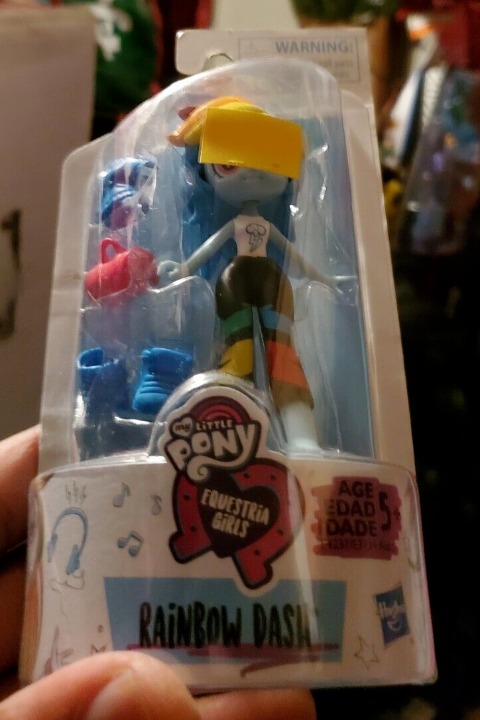 WARNING:
my LITTLE
PONY
EQUESTRIA
GIRLS
AGE
EDAD
DADE
5+
RAINBOW DASH
Hasbro